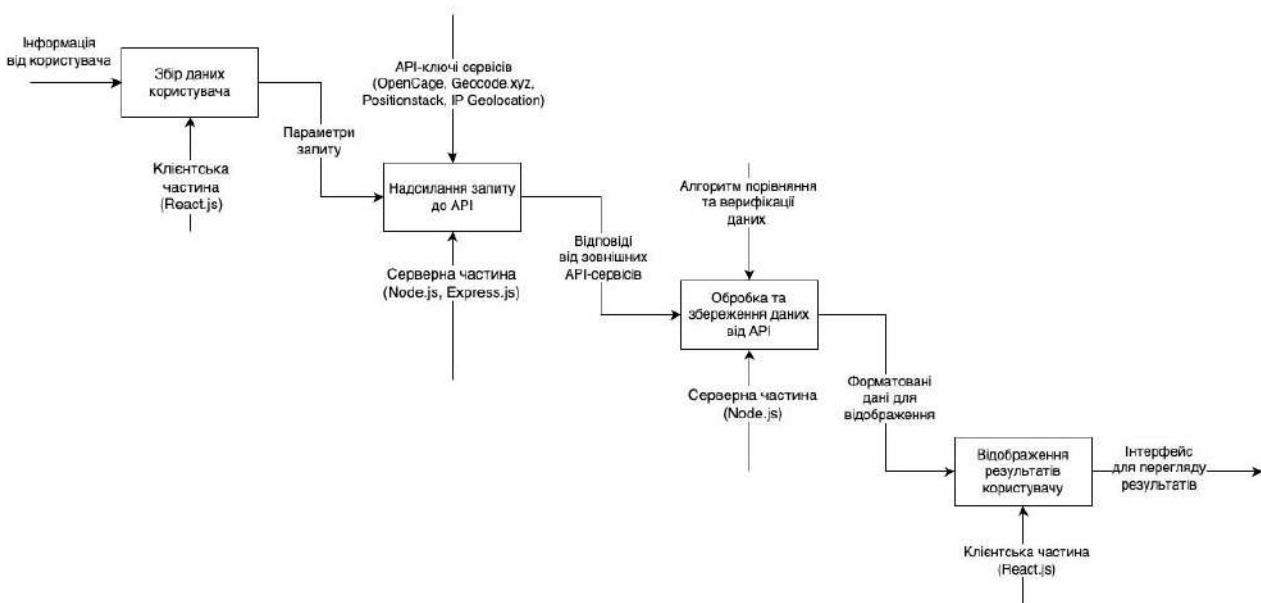 Інформація
від користувача
Збір даних
користувача
Клієнтська
частина
(React.js)
Параметри
запиту
API-ключі сервісів
(OpenCage, Geocode.xyz,
Positionstack, IP Geolocation)
Надсилання запиту
до API
Серверна частина
(Node.js, Express.js)
Відповіді
від зовнішних
API-сервісів
Алгоритм порівняння
та верифікації
даних
Обробка та
збереження даних
від API
Серверна частина
(Node.js)
Форматовані
дані для
відображення
Відображення
результатів
користувачу
Інтерфейс
для перегляду
результатів
Клієнтська частина
(React.js)